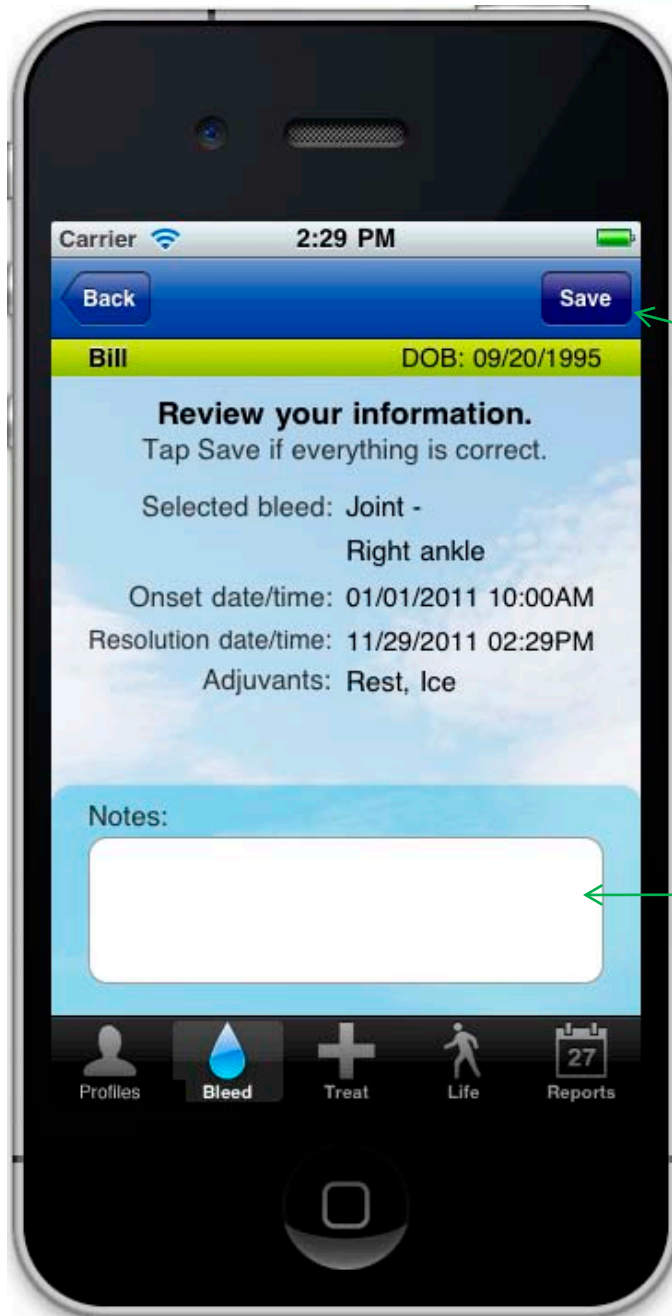 Carrier 2:29 PM
Back Save
Bill DOB: 09/20/1995
Review your information.
Tap Save if everything is correct.
Selected bleed: Joint -
Right ankle
Onset date/time: 01/01/2011 10:00AM
Resolution date/time: 11/29/2011 02:29PM
Adjuvants: Rest, Ice
Notes:
27
Profiles Bleed Treat Life Reports